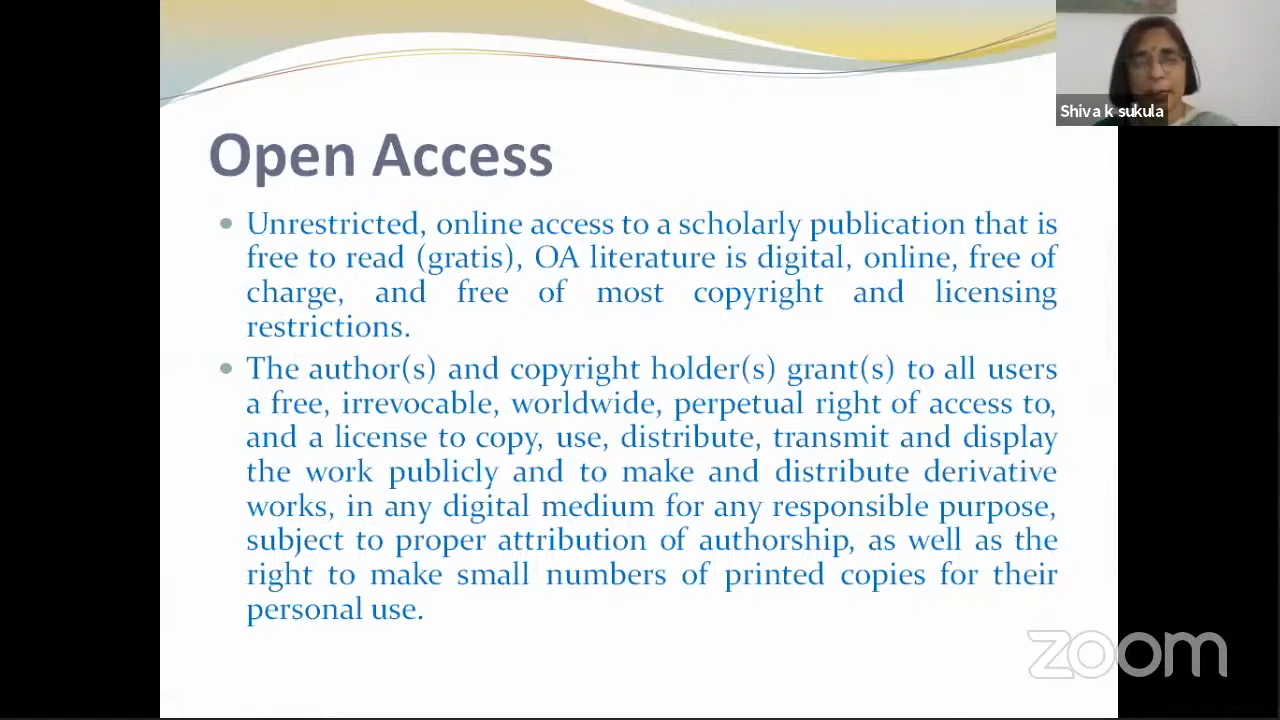 Shiva k sukula
Open Access
• Unrestricted, online access to a scholarly publication that is
free to read (gratis), OA literature is digital, online, free of
charge, and free of most copyright and licensing
restrictions.
• The author(s) and copyright holder(s) grant(s) to all users
a free, irrevocable, worldwide, perpetual right of access to,
and a license to copy, use, distribute, transmit and display
the work publicly and to make and distribute derivative
works, in any digital medium for any responsible purpose,
subject to proper attribution of authorship, as well as the
right to make small numbers of printed copies for their
personal use.
zoom